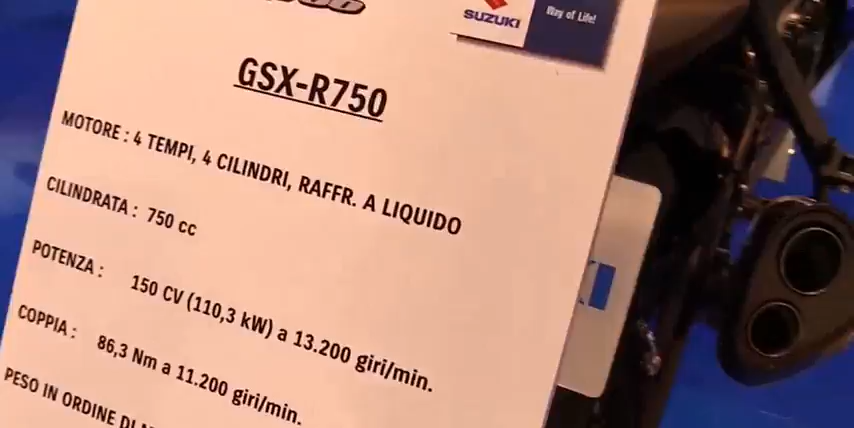 SUZUKI
Way of Life!
GSX-R750
MOTORE : 4 TEMPI, 4 CILINDRI, RAFFR. A LIQUIDO
CILINDRATA : 750 cc
POTENZA : 150 CV (110,3 kW) a 13.200 giri/min.
COPPIA : 86,3 Nm a 11.200 giri/min.
PESO IN ORDINE DI